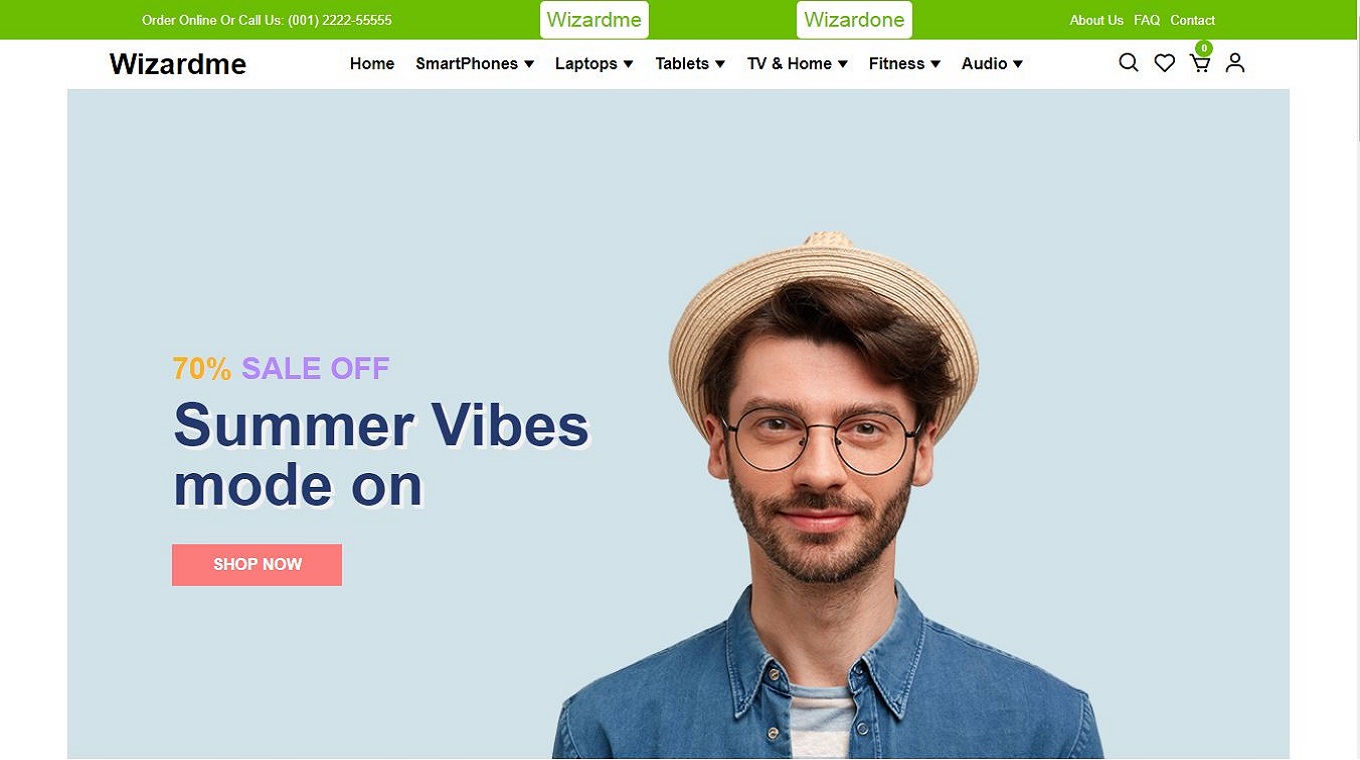 Order Online Or Call Us: (001) 2222-55555
Wizardme
Wizardone
About Us FAQ Contact
Wizardme
Home SmartPhones Laptops Tablets TV & Home Fitness Audio
0
70% SALE OFF
Summer Vibes
mode on
SHOP NOW